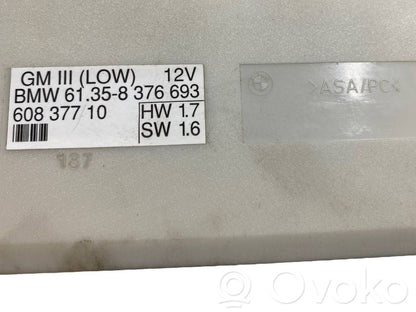 GM III (LOW) 12V
BMW 61.35-8 376 693
608 377 10
HW 1.7
SW 1.6
187
>ASA/PC<
Ovoko